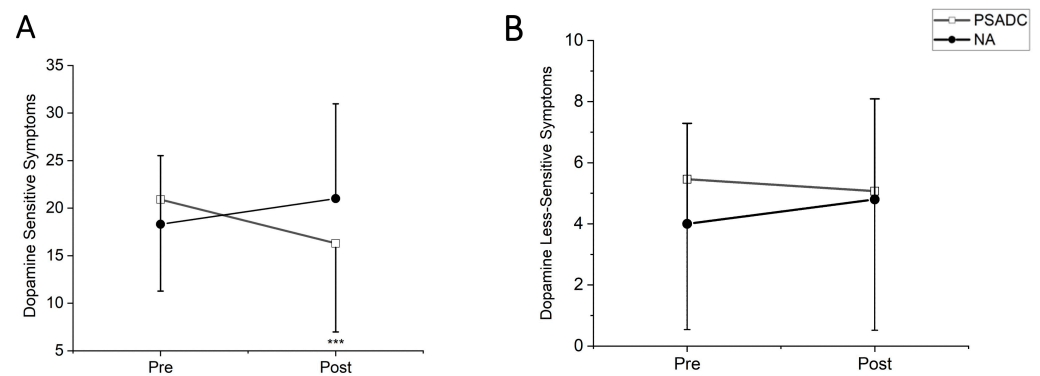 A
Dopamine Sensitive Symptoms
35
30
25
20
15
10
5
Pre
Post
***
B
PSADC
NA
Dopamine Less-Sensitive Symptoms
10
8
6
4
2
0
Pre
Post